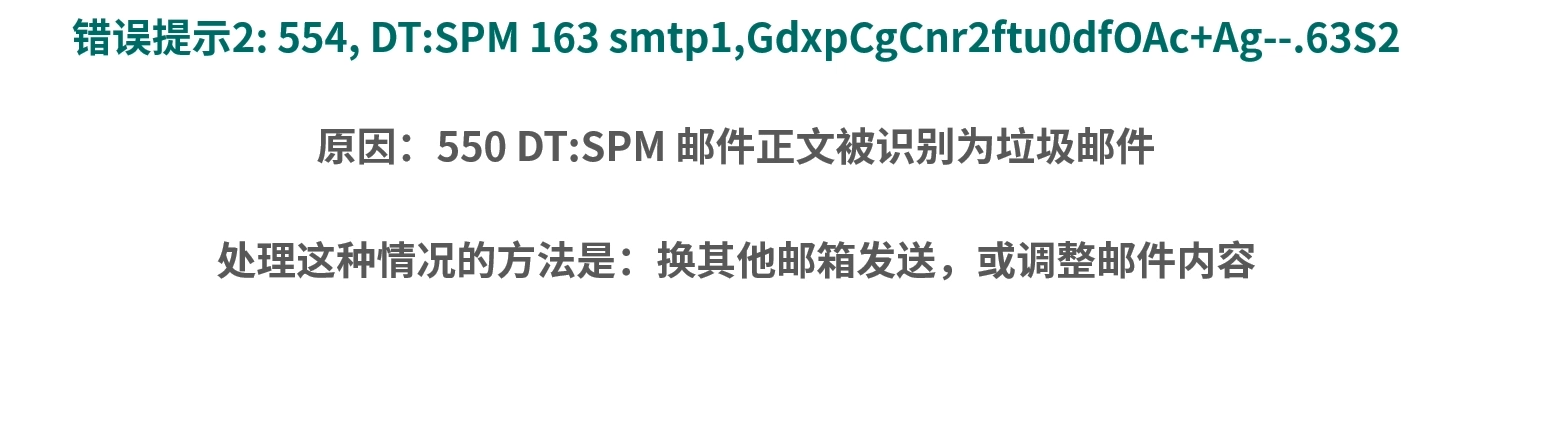 错误提示2: 554, DT:SPM 163 smtp1,GdxpCgCnr2ftu0dfOAc+Ag--.63S2
原因：550 DT:SPM 邮件正文被识别为垃圾邮件
处理这种情况的方法是：换其他邮箱发送，或调整邮件内容